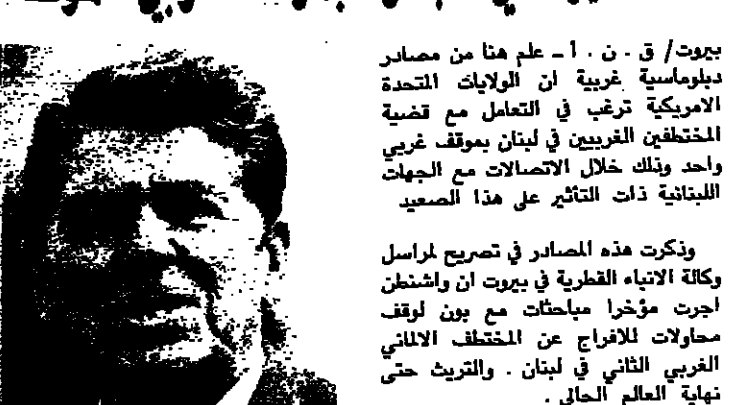 بيروت/ ق . ن . ا ـ علم هنا من مصادر
دبلوماسية غربية ان الولايات المتحدة
الامريكية ترغب في التعامل مع قضية
المختطفين الغربيين في لبنان بموقف غربي
واحد وذلك خلال الاتصالات مع الجهات
اللبنانية ذات التأثير على هذا الصعيد
وذكرت هذه المصادر في تصريح لمراسل
وكالة الانباء القطرية في بيروت ان واشنطن
اجرت مؤخرا مباحثات مع بون لوقف
محاولات للافراج عن المختطف الالماني
الغربي الثاني في لبنان . والتريث حتى
نهاية العالم الحالي .